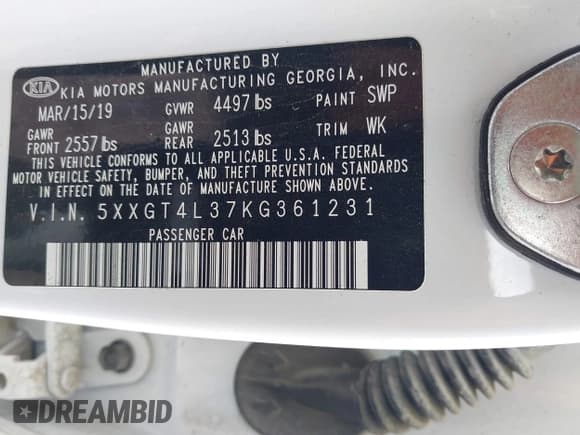 MANUFACTURED BY
KIA KIA MOTORS MANUFACTURING GEORGIA, INC.
MAR/15/19 GVWR 4497 lbs PAINT SWP
GAWR FRONT 2557 lbs GAWR REAR 2513 lbs TRIM WK
THIS VEHICLE CONFORMS TO ALL APPLICABLE U.S.A. FEDERAL
MOTOR VEHICLE SAFETY, BUMPER, AND THEFT PREVENTION STANDARDS
IN EFFECT ON THE DATE OF MANUFACTURE SHOWN ABOVE.
V.I.N. 5XXGT4L37KG361231
PASSENGER CAR
DREAMBID